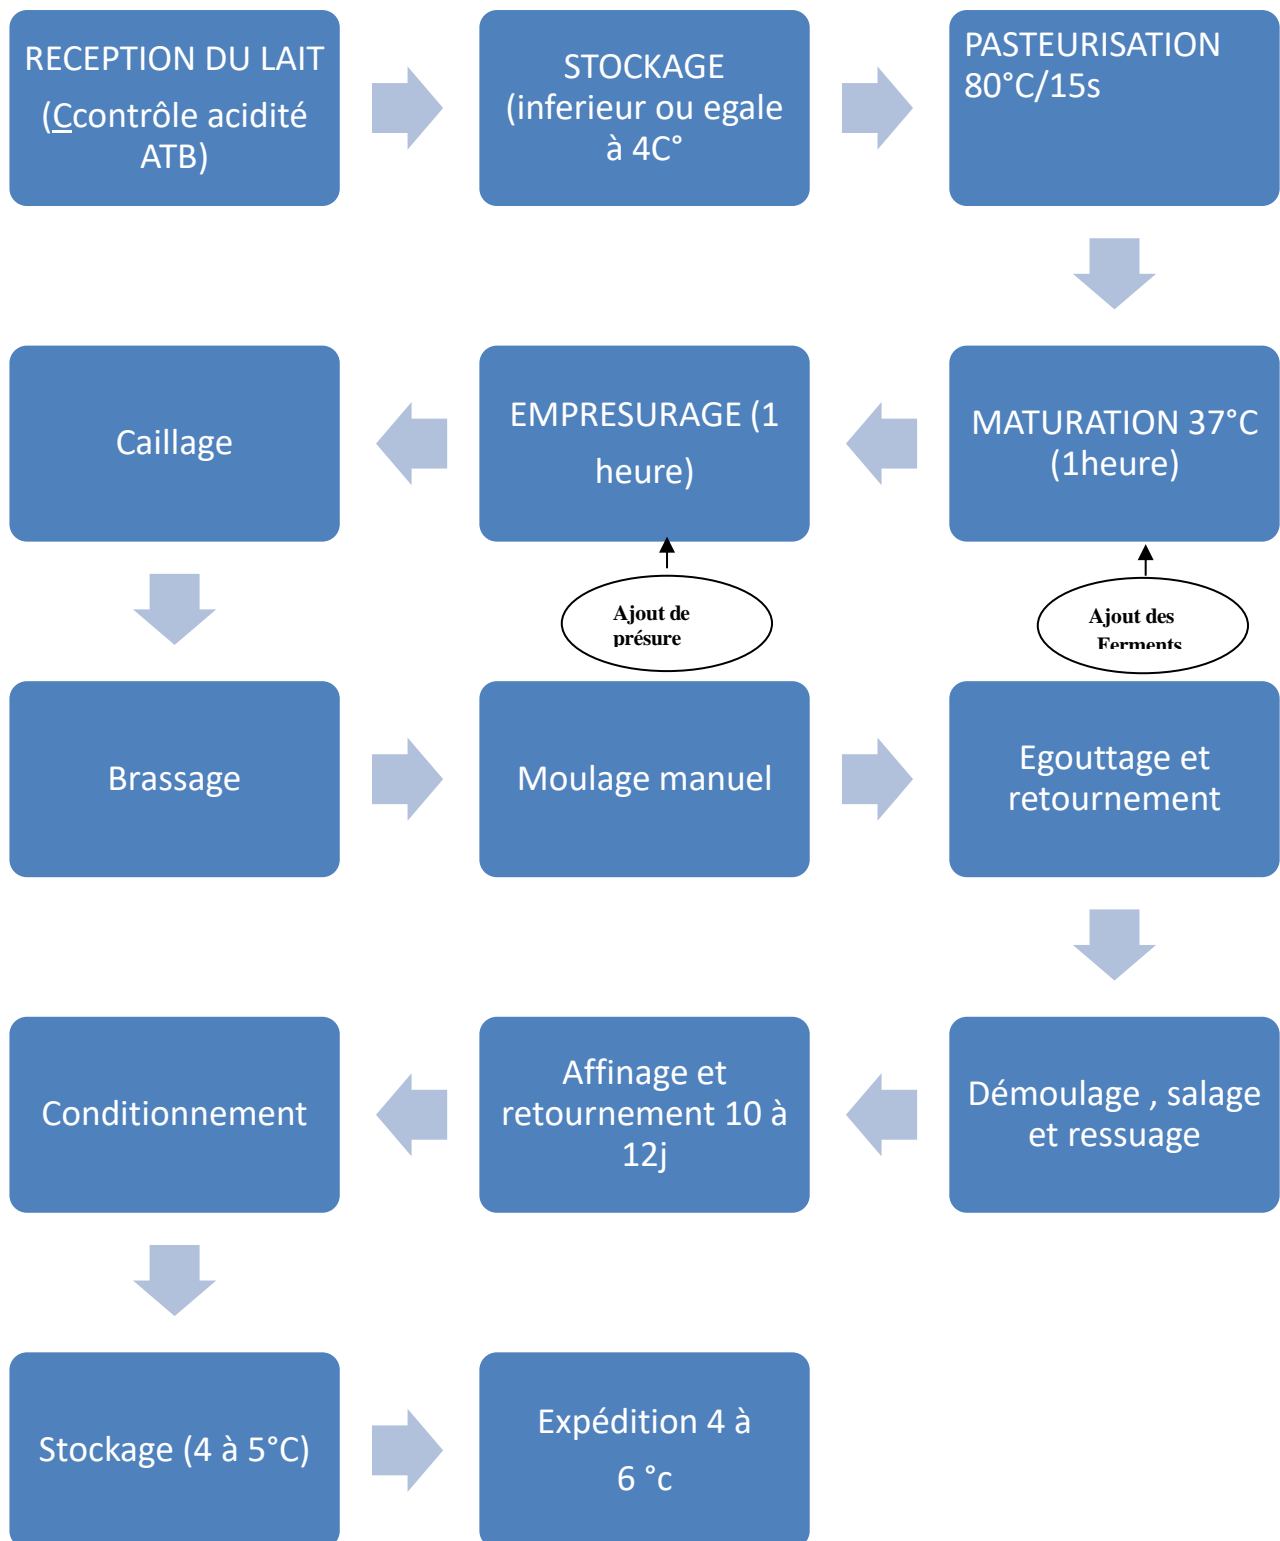 RECEPTION DU LAIT
(Ccontrôle acidité
ATB)
STOCKAGE
(inferieur ou egale
à 4C°
PASTEURISATION
80°C/15s
MATURATION 37°C
(1heure)
Ajout des
Ferments
EMPRESURAGE (1
heure)
Ajout de
présure
Caillage
Brassage
Moulage manuel
Egouttage et
retournement
Démoulage , salage
et ressuage
Affinage et
retournement 10 à
12j
Conditionnement
Stockage (4 à 5°C)
Expédition 4 à
6 °c